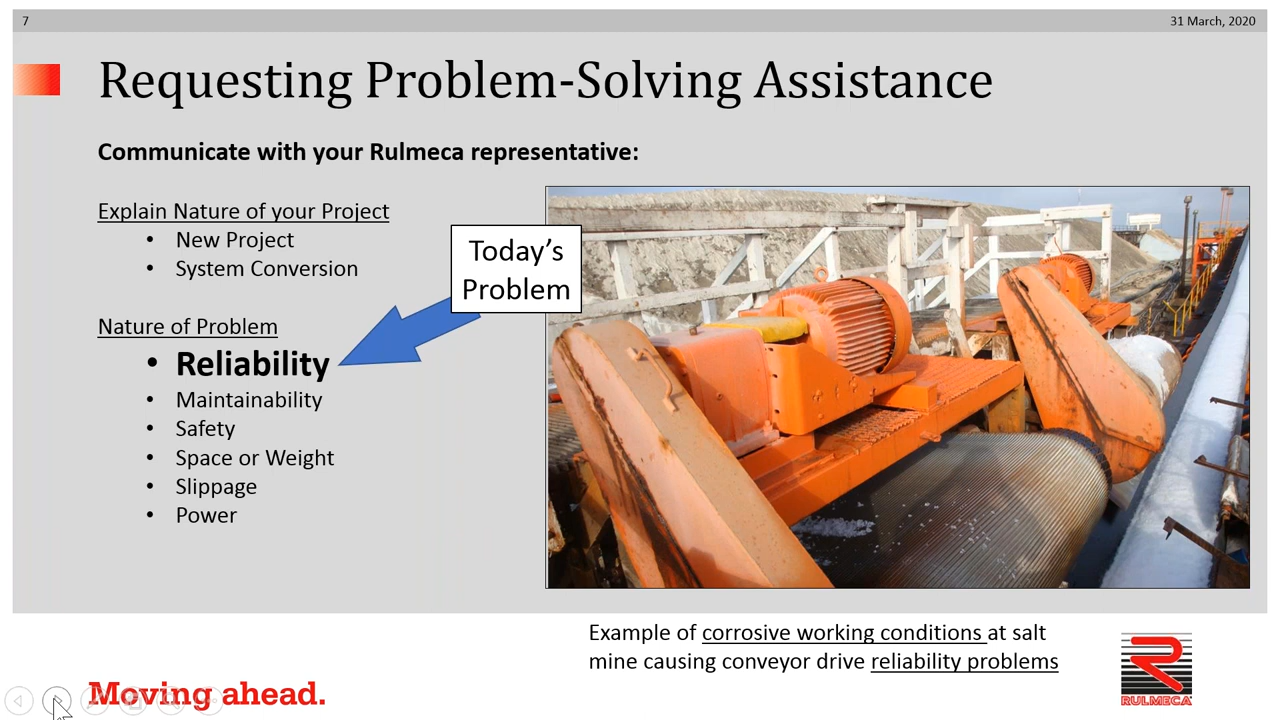 7
31 March, 2020
Requesting Problem-Solving Assistance
Communicate with your Rulmeca representative:
Explain Nature of your Project
• New Project
• System Conversion
Today's
Problem
Nature of Problem
• Reliability
• Maintainability
• Safety
• Space or Weight
• Slippage
• Power
Example of corrosive working conditions at salt
mine causing conveyor drive reliability problems
Moving ahead.
RULMECA